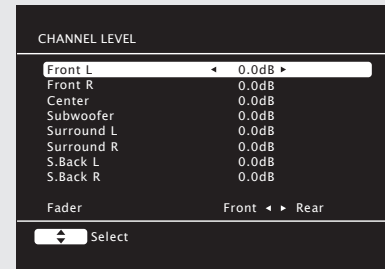 CHANNEL LEVEL
Front L ◄ 0.0dB ►
Front R 0.0dB
Center 0.0dB
Subwoofer 0.0dB
Surround L 0.0dB
Surround R 0.0dB
S.Back L 0.0dB
S.Back R 0.0dB
Fader Front ◄ ► Rear
Select